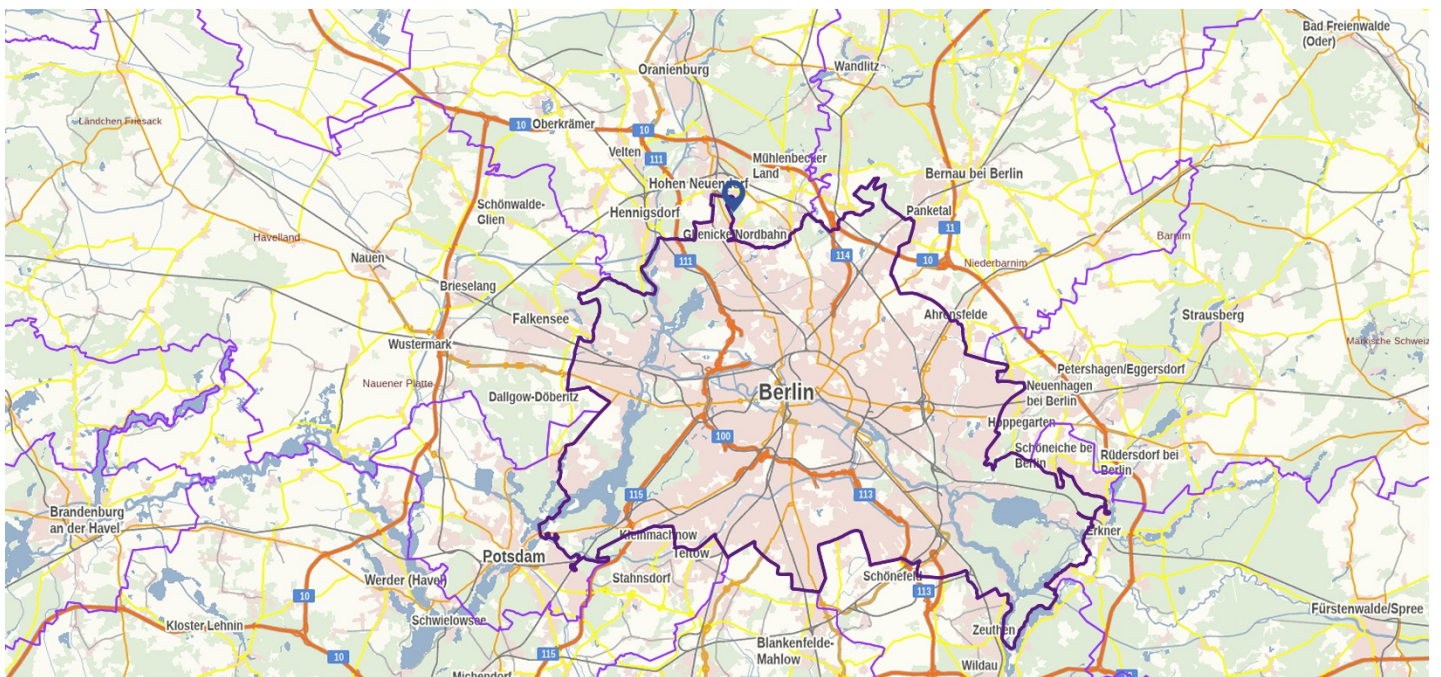 Bad Freienwalde
(Oder)
Oranienburg
Wandlitz
Ländchen Friesack
10
Oberkrämer
10
Velten
111
Mühlenbecker
Land
Bernau bei Berlin
Hohen Neuendorf
Schönwalde-
Glien
Hennigsdorf
Panketal
11
Havelland
Glienicke/Nordbahn
Barnim
Nauen
111
114
10
Niederbarnim
Brieselang
Falkensee
Ahrensfelde
Strausberg
Wustermark
Märkische Schweiz
Nauener Platte
Petershagen/Eggersdorf
Dallgow-Döberitz
Berlin
Neuenhagen
bei Berlin
Hoppegarten
100
Schöneiche be
Berlin
Rüdersdorf bei
Berlin
115
113
Brandenburg
an der Havel
Kleinmachnow
Erkner
Potsdam
Teltow
Werder (Havel)
Stahnsdorf
Schönefeld
113
10
Schwielowsee
Fürstenwalde/Spree
Kloster Lehnin
Zeuthen
Blankenfelde-
Mahlow
115
10
Wildau
Michendorf